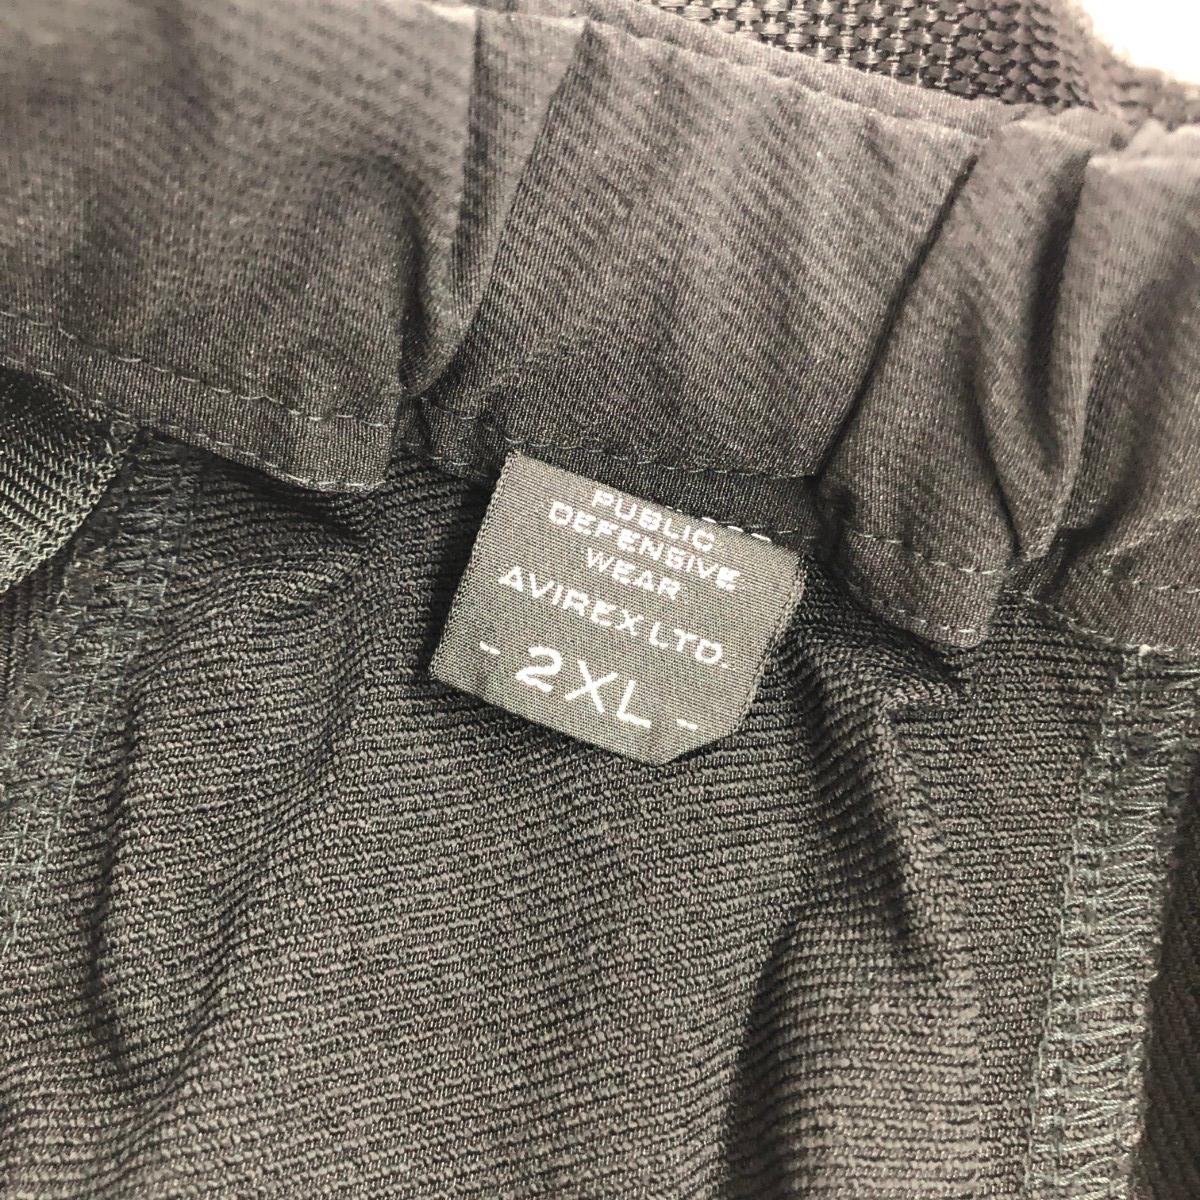 PUBLIC
DEFENSIVE
WEAR
AVIREX LTD.
- 2XL -